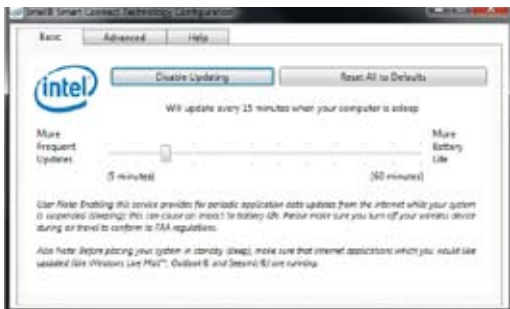 Intel® Smart Connect Technology Configuration
Basic Advanced Help
intel
Disable Updating Reset All to Defaults
Will update every 15 minutes when your computer is asleep
More
Frequent
Updates
More
Battery
Life
(5 minutes) (60 minutes)
User Note: Enabling this service provides for periodic application data updates from the internet while your system
is suspended (sleeping); this can cause an impact to battery life. Please make sure you turn off your wireless device
during air travel to conform to FAA regulations.
Also Note: Before placing your system in standby (sleep), make sure that internet applications which you would like
updated (like Windows Live Mail™, Outlook® and Seesmic®) are running.